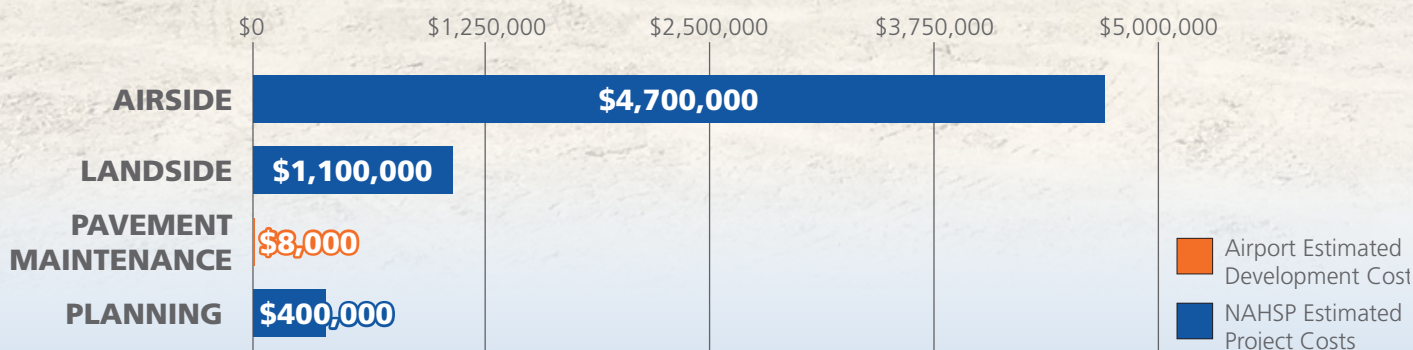 $0 $1,250,000 $2,500,000 $3,750,000 $5,000,000
AIRSIDE $4,700,000
LANDSIDE $1,100,000
PAVEMENT
MAINTENANCE $8,000
PLANNING $400,000
Airport Estimated
Development Cost
NAHSP Estimated
Project Costs